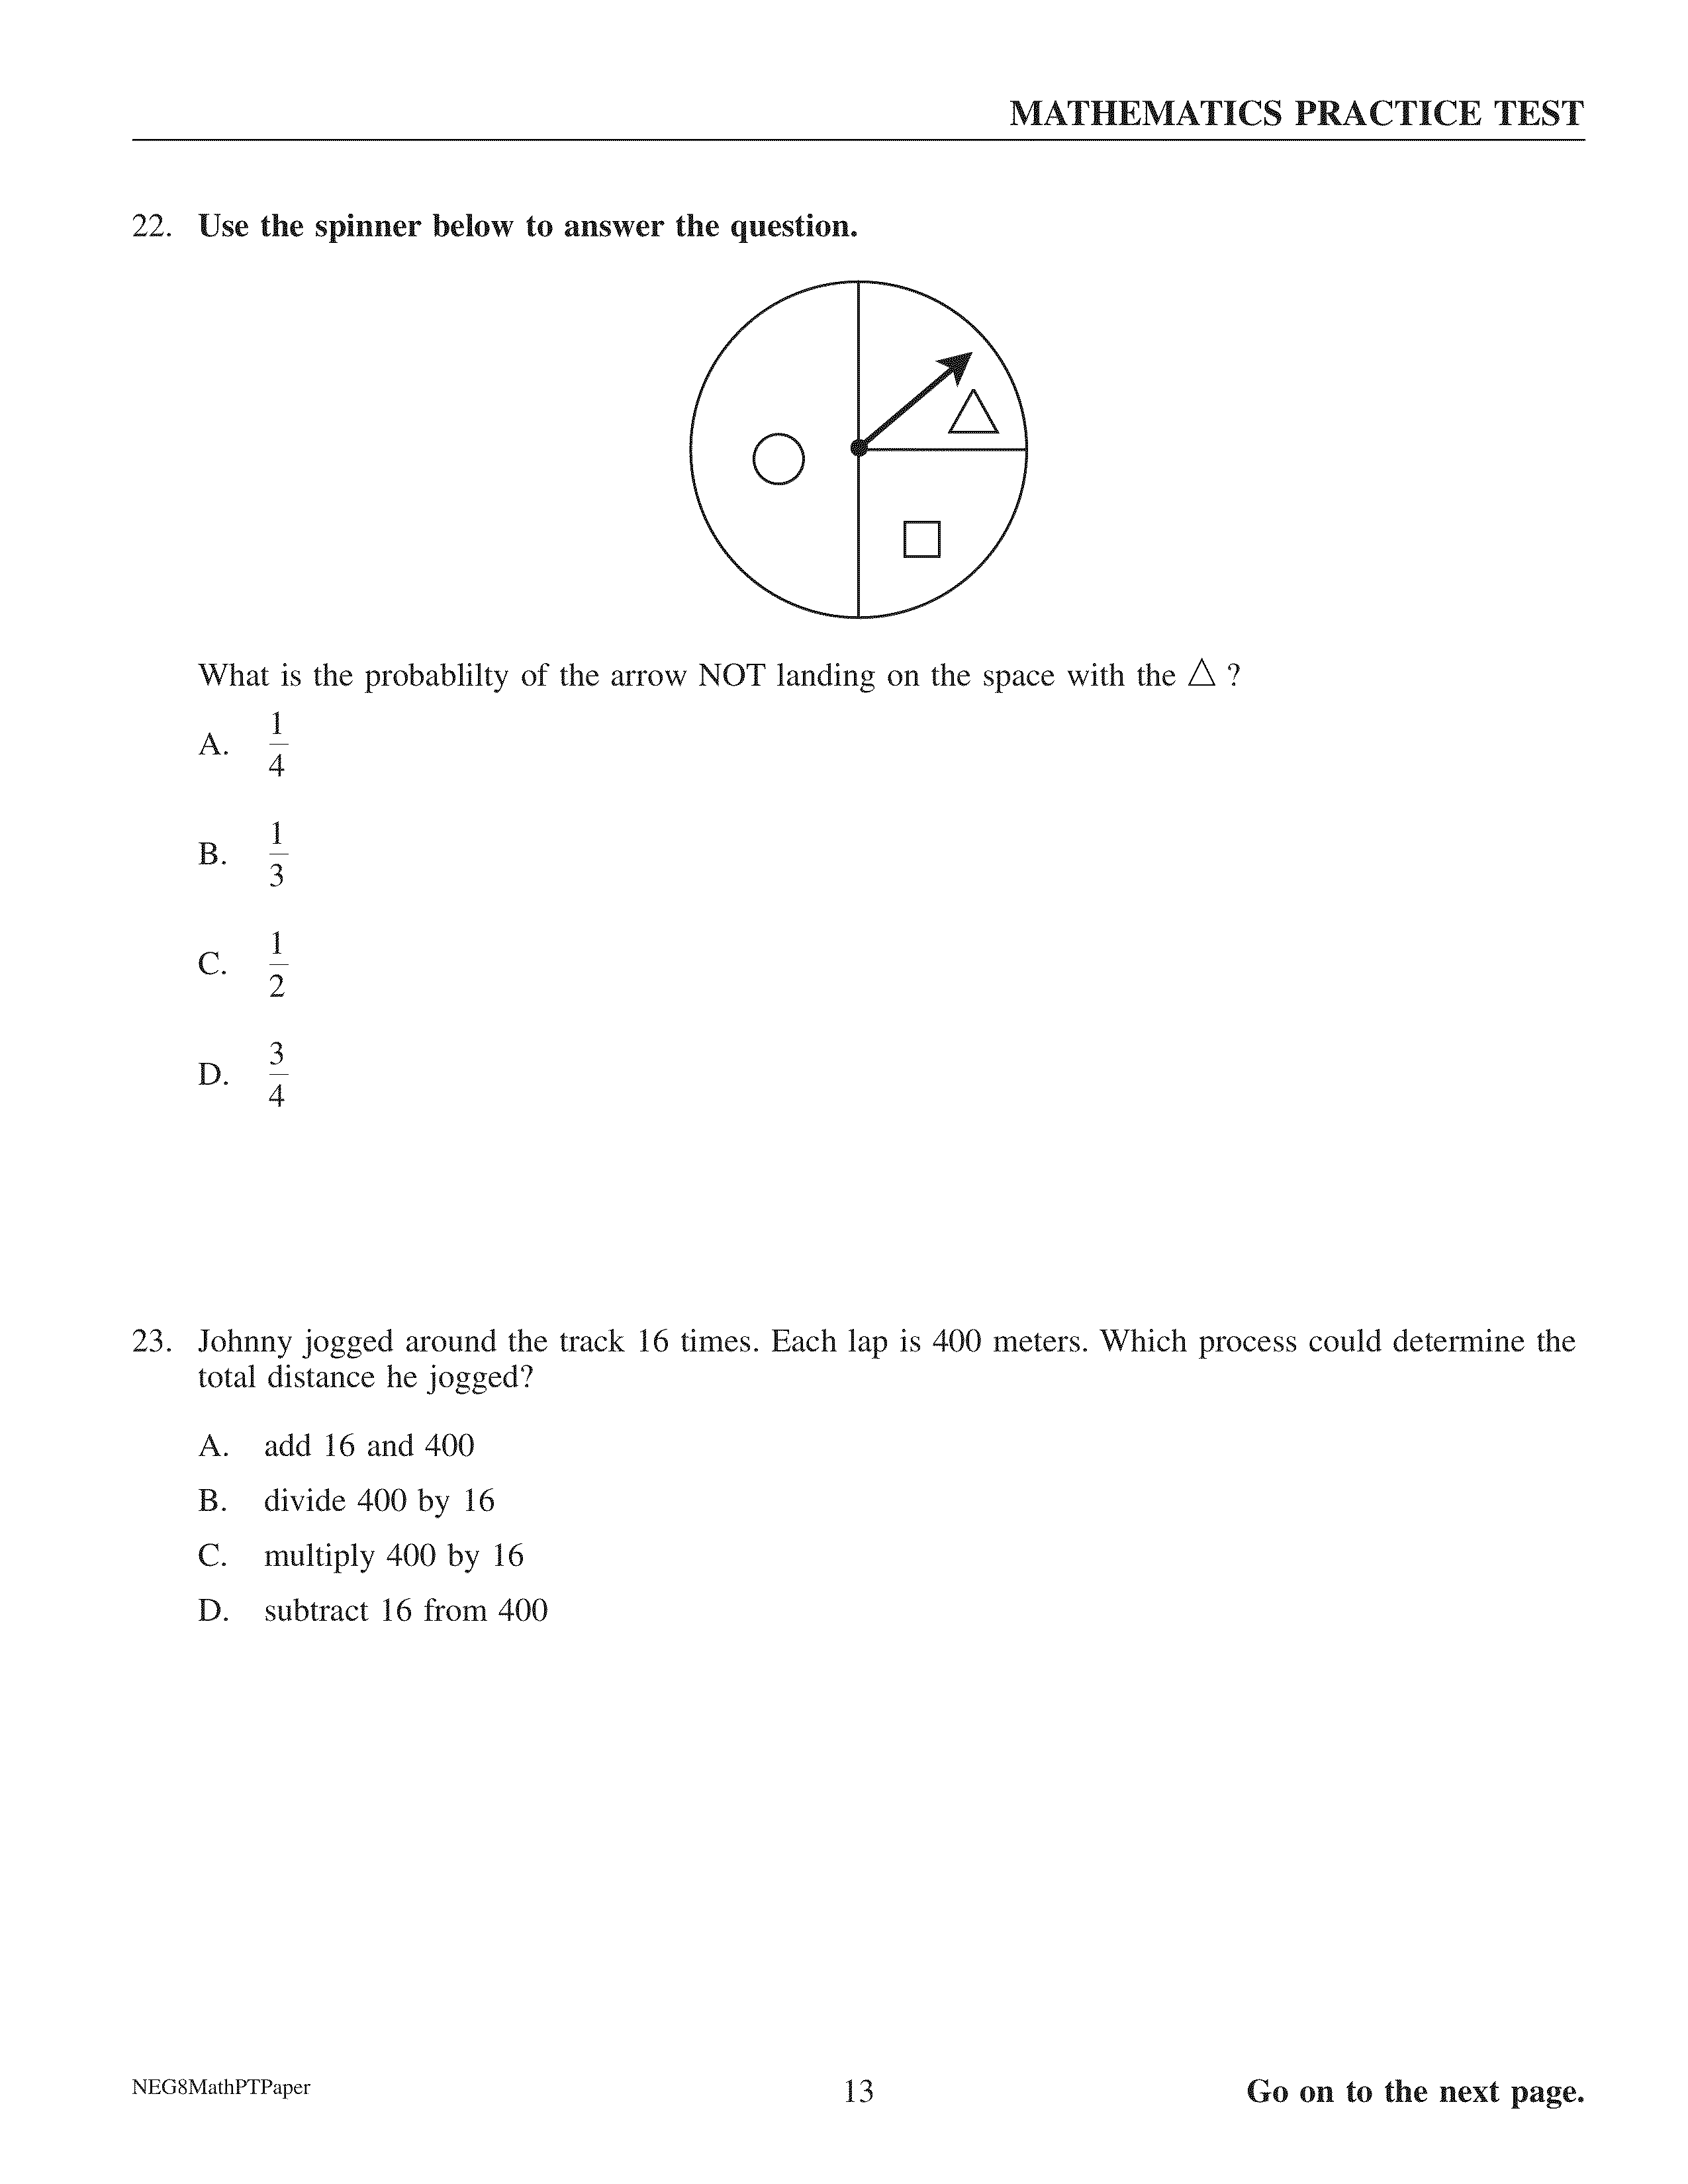 MATHEMATICS PRACTICE TEST
22. Use the spinner below to answer the question.
What is the probablilty of the arrow NOT landing on the space with the △ ?
A. 1/4
B. 1/3
C. 1/2
D. 3/4
23. Johnny jogged around the track 16 times. Each lap is 400 meters. Which process could determine the
total distance he jogged?
A. add 16 and 400
B. divide 400 by 16
C. multiply 400 by 16
D. subtract 16 from 400
NEG8MathPTPaper 13 Go on to the next page.